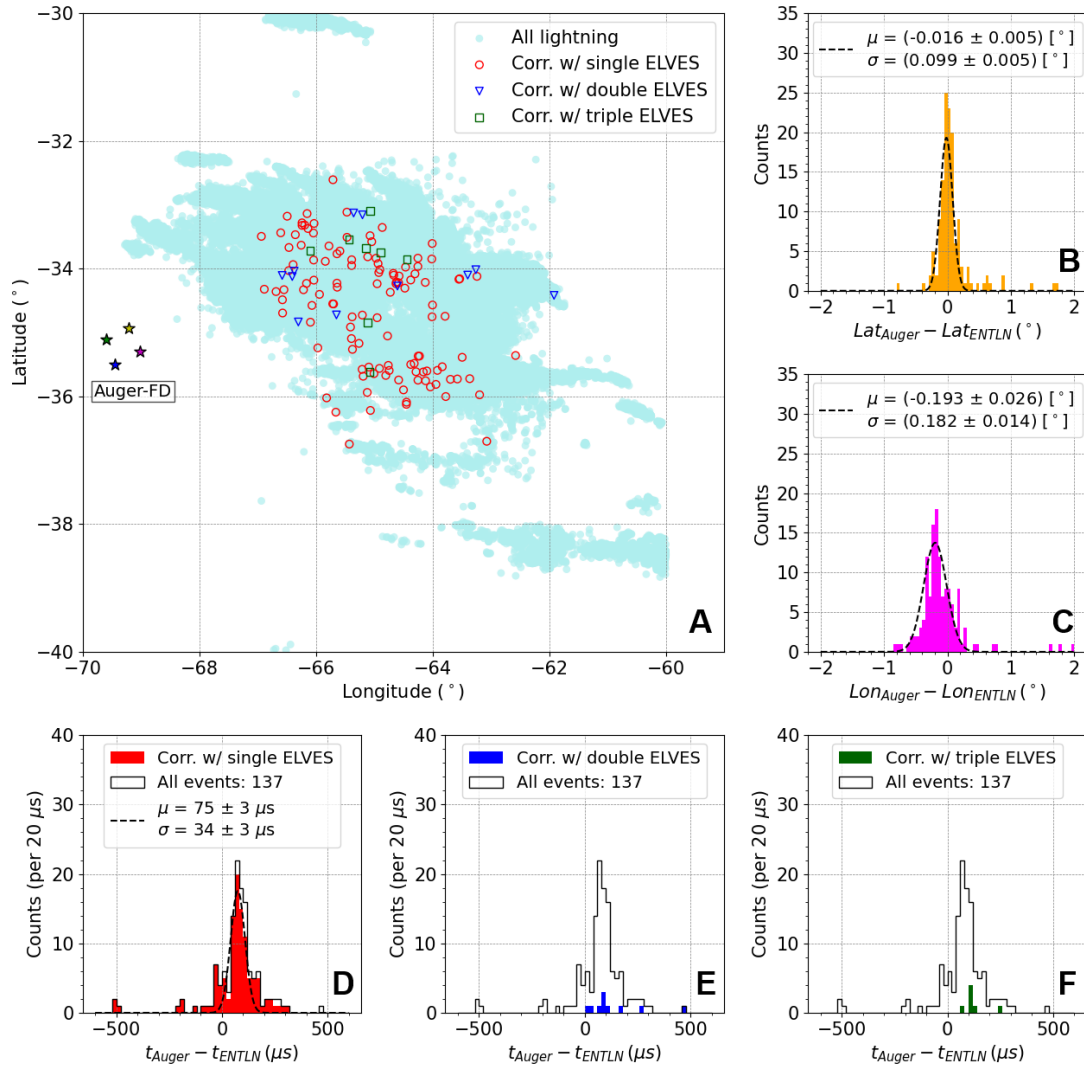 A
All lightning
Corr. w/ single ELVES
Corr. w/ double ELVES
Corr. w/ triple ELVES
Auger-FD
−30
−32
−34
−36
−38
−40
Latitude (°)
−70
−68
−66
−64
−62
−60
Longitude (°)
35
30
25
20
15
10
5
0
Counts
μ = (-0.016 ± 0.005) [°]
σ = (0.099 ± 0.005) [°]
B
−2
−1
0
1
2
Lat_Auger − Lat_ENTLN (°)
35
30
25
20
15
10
5
0
Counts
μ = (-0.193 ± 0.026) [°]
σ = (0.182 ± 0.014) [°]
C
−2
−1
0
1
2
Lon_Auger − Lon_ENTLN (°)
40
30
20
10
0
Counts (per 20 μs)
Corr. w/ single ELVES
All events: 137
μ = 75 ± 3 μs
σ = 34 ± 3 μs
D
−500
0
500
t_Auger − t_ENTLN (μs)
40
30
20
10
0
Counts (per 20 μs)
Corr. w/ double ELVES
All events: 137
E
−500
0
500
t_Auger − t_ENTLN (μs)
40
30
20
10
0
Counts (per 20 μs)
Corr. w/ triple ELVES
All events: 137
F
−500
0
500
t_Auger − t_ENTLN (μs)